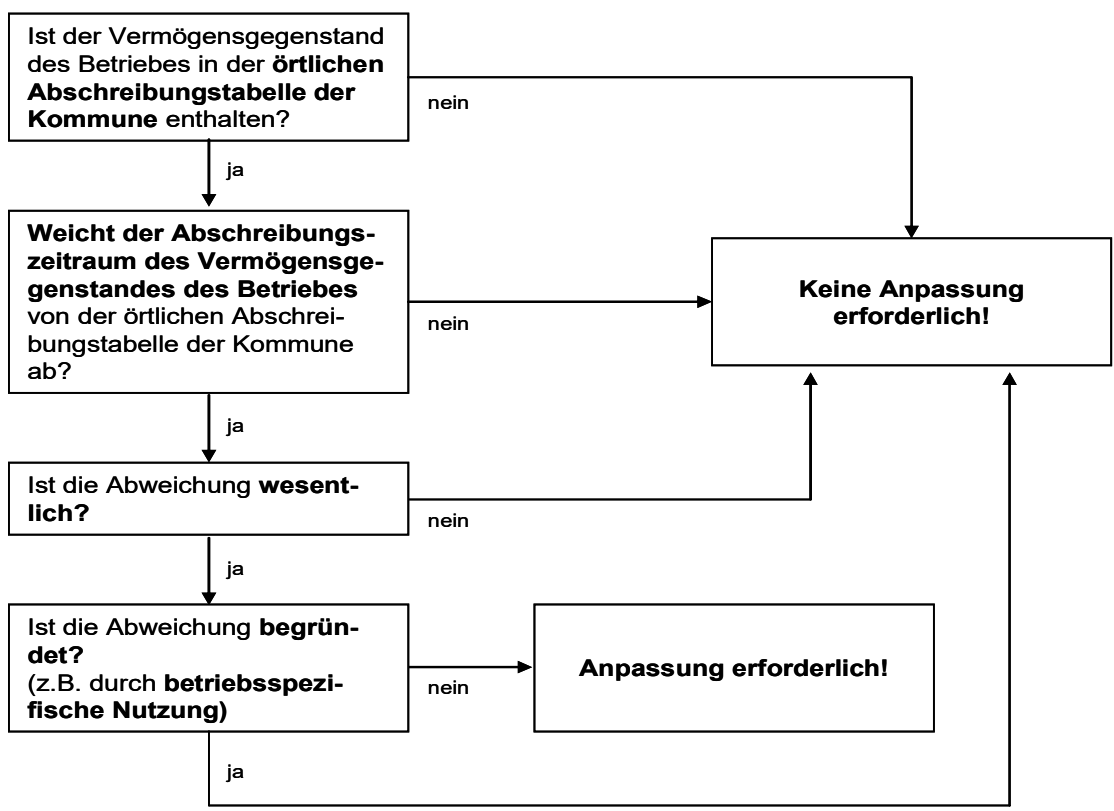 Ist der Vermögensgegenstand
des Betriebes in der örtlichen
Abschreibungstabelle der
Kommune enthalten?
nein
ja
Weicht der Abschreibungs-
zeitraum des Vermögensge-
genstandes des Betriebes
von der örtlichen Abschrei-
bungstabelle der Kommune
ab?
nein
Keine Anpassung
erforderlich!
ja
Ist die Abweichung wesent-
lich?
nein
ja
Ist die Abweichung begrün-
det?
(z.B. durch betriebsspezi-
fische Nutzung)
nein
Anpassung erforderlich!
ja